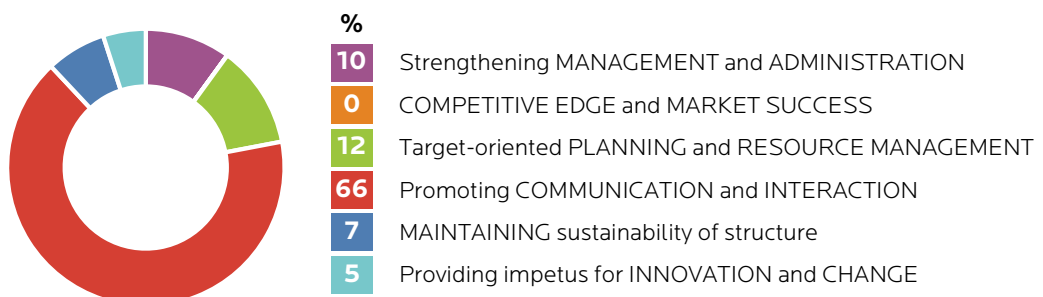 %
10 Strengthening MANAGEMENT and ADMINISTRATION
0 COMPETITIVE EDGE and MARKET SUCCESS
12 Target-oriented PLANNING and RESOURCE MANAGEMENT
66 Promoting COMMUNICATION and INTERACTION
7 MAINTAINING sustainability of structure
5 Providing impetus for INNOVATION and CHANGE